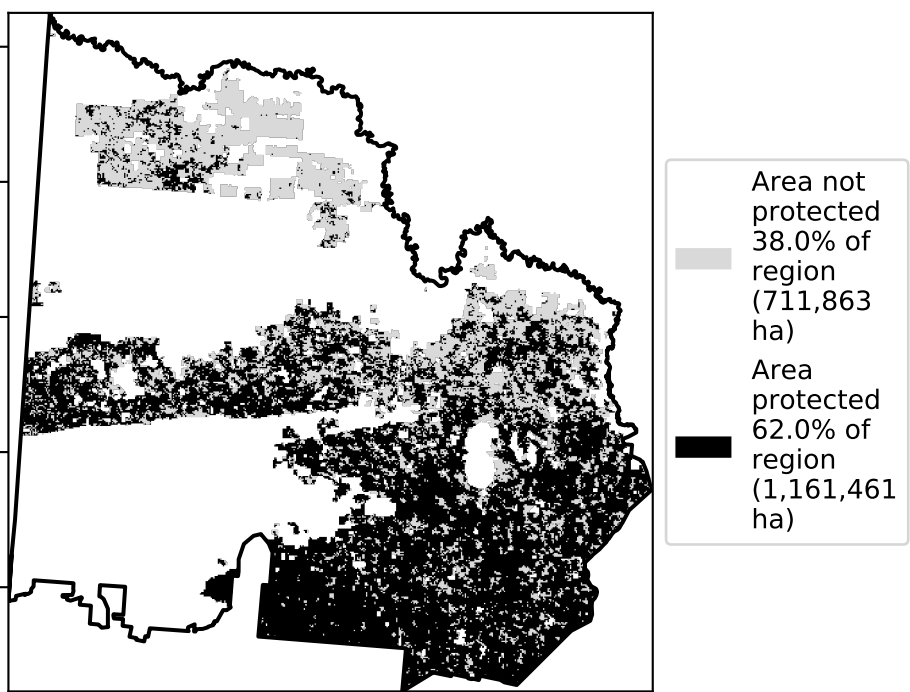 Area not
protected
38.0% of
region
(711,863
ha)
Area
protected
62.0% of
region
(1,161,461
ha)